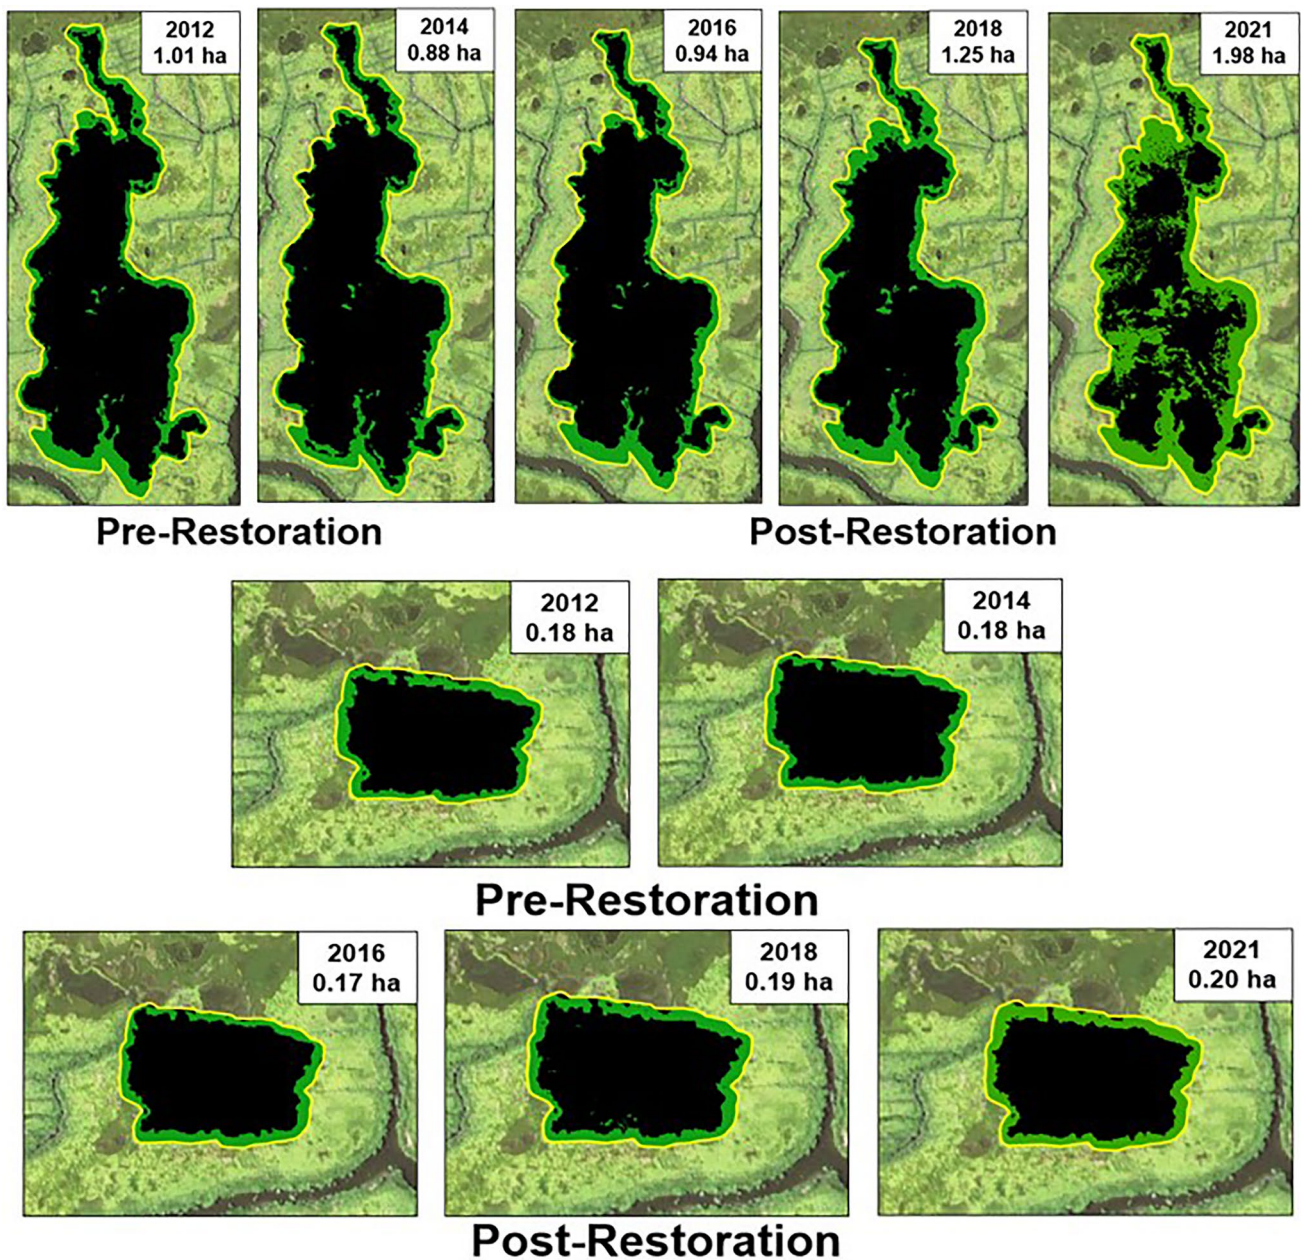 2012
1.01 ha
2014
0.88 ha
2016
0.94 ha
2018
1.25 ha
2021
1.98 ha
Pre-Restoration
Post-Restoration
2012
0.18 ha
2014
0.18 ha
Pre-Restoration
2016
0.17 ha
2018
0.19 ha
2021
0.20 ha
Post-Restoration